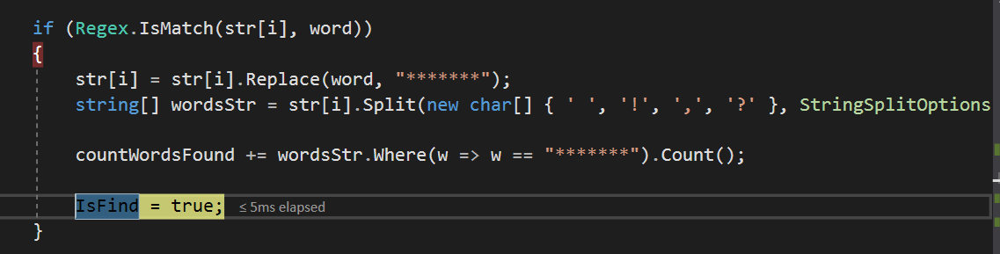 if (Regex.IsMatch(str[i], word))
{
str[i] = str[i].Replace(word, "*******");
string[] wordsStr = str[i].Split(new char[] { ' ', '!', ',', '?' }, StringSplitOptions
countWordsFound += wordsStr.Where(w => w == "*******").Count();
IsFind = true; ≤ 5ms elapsed
}